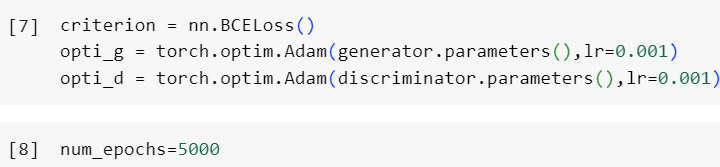 [7] criterion = nn.BCELoss()
opti_g = torch.optim.Adam(generator.parameters(),lr=0.001)
opti_d = torch.optim.Adam(discriminator.parameters(),lr=0.001)
[8] num_epochs=5000